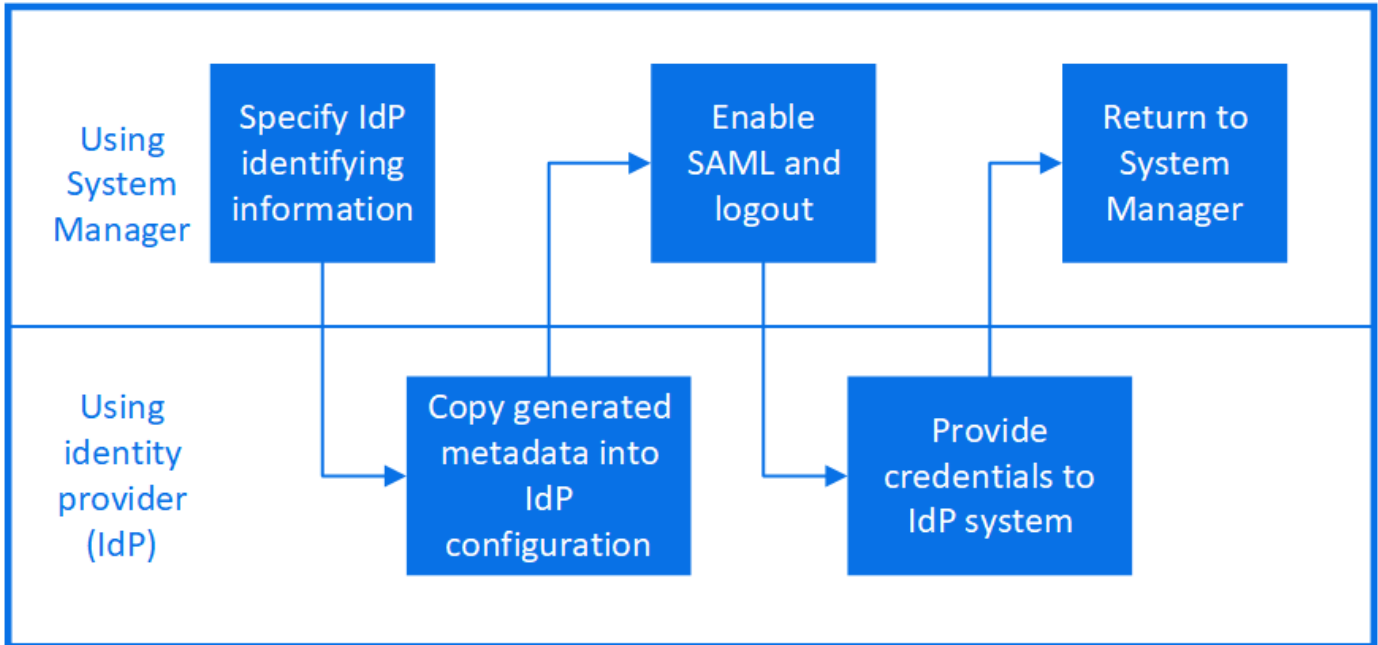 Using
System
Manager
Specify IdP
identifying
information
Enable
SAML and
logout
Return to
System
Manager
Using
identity
provider
(IdP)
Copy generated
metadata into
IdP
configuration
Provide
credentials to
IdP system